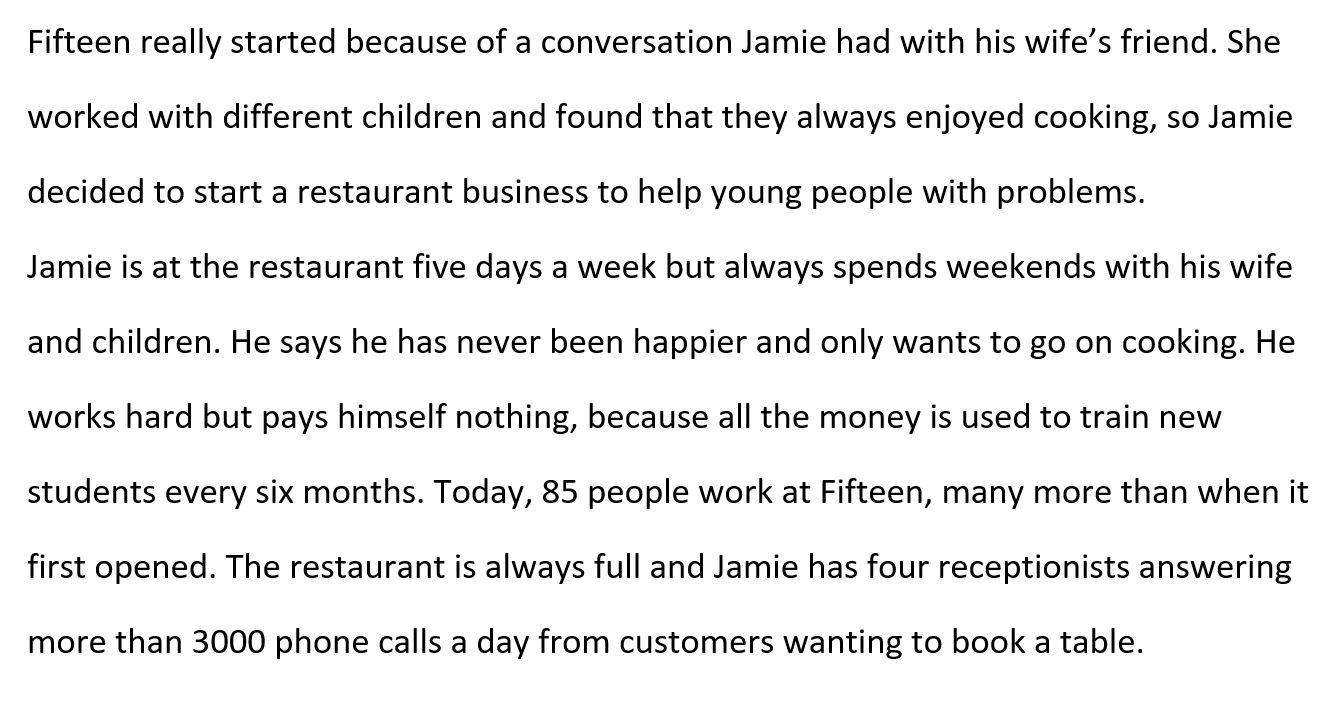 Fifteen really started because of a conversation Jamie had with his wife’s friend. She
worked with different children and found that they always enjoyed cooking, so Jamie
decided to start a restaurant business to help young people with problems.
Jamie is at the restaurant five days a week but always spends weekends with his wife
and children. He says he has never been happier and only wants to go on cooking. He
works hard but pays himself nothing, because all the money is used to train new
students every six months. Today, 85 people work at Fifteen, many more than when it
first opened. The restaurant is always full and Jamie has four receptionists answering
more than 3000 phone calls a day from customers wanting to book a table.